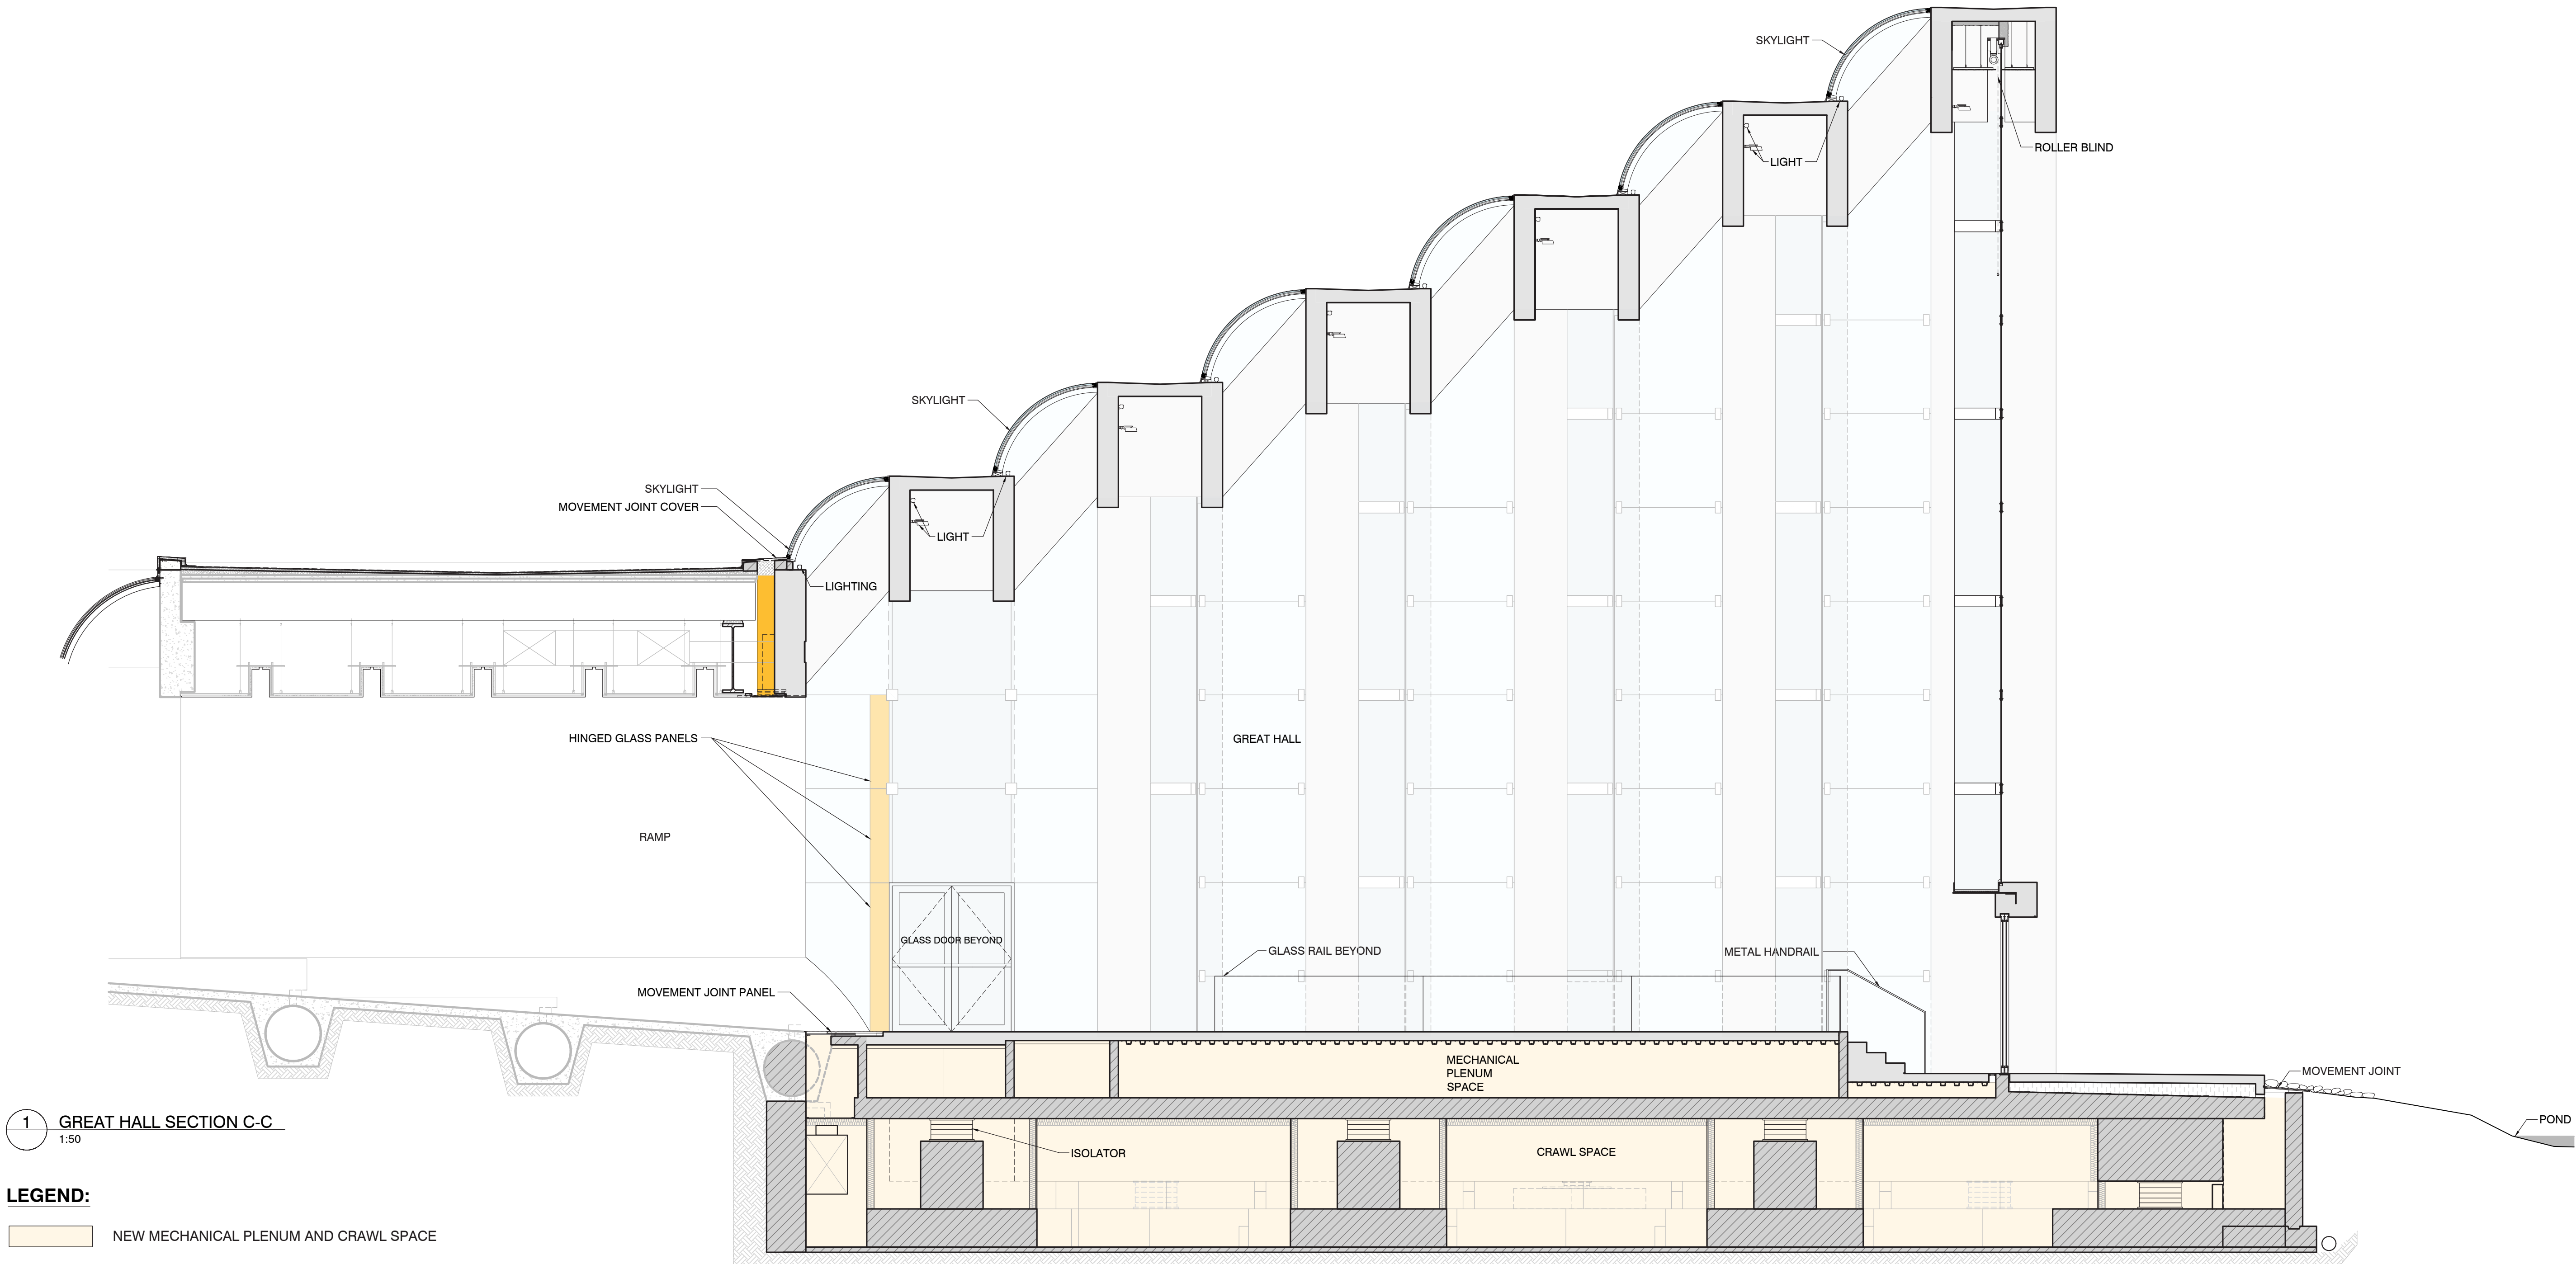 SKYLIGHT
ROLLER BLIND
LIGHT
SKYLIGHT
SKYLIGHT
MOVEMENT JOINT COVER
LIGHT
LIGHTING
HINGED GLASS PANELS
GREAT HALL
RAMP
GLASS DOOR BEYOND
GLASS RAIL BEYOND
METAL HANDRAIL
MOVEMENT JOINT PANEL
MECHANICAL
PLENUM
SPACE
MOVEMENT JOINT
POND
1
GREAT HALL SECTION C-C
1:50
ISOLATOR
CRAWL SPACE
LEGEND:
NEW MECHANICAL PLENUM AND CRAWL SPACE